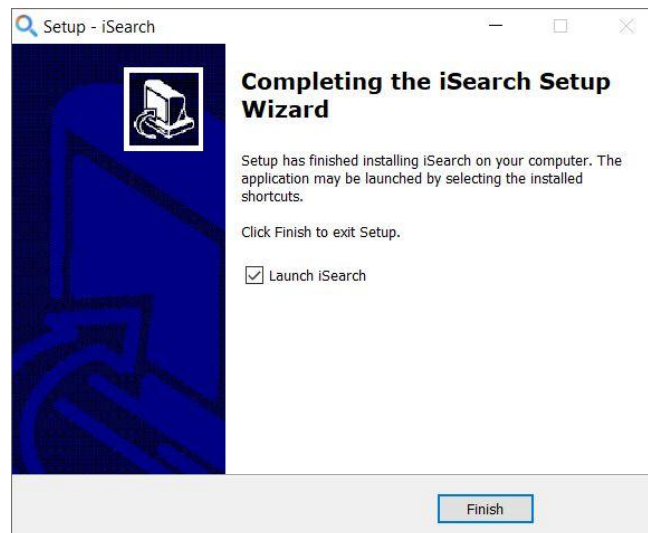 Setup - iSearch
Completing the iSearch Setup
Wizard
Setup has finished installing iSearch on your computer. The
application may be launched by selecting the installed
shortcuts.
Click Finish to exit Setup.
Launch iSearch
Finish